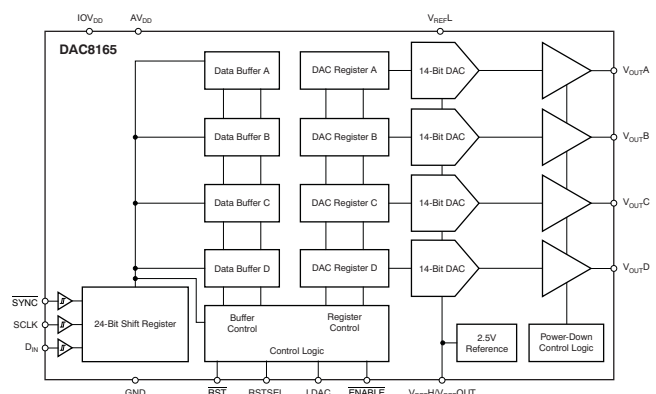 IOVDD AVDD VREFL
DAC8165
Data Buffer A DAC Register A 14-Bit DAC VOUTA
Data Buffer B DAC Register B 14-Bit DAC VOUTB
Data Buffer C DAC Register C 14-Bit DAC VOUTC
Data Buffer D DAC Register D 14-Bit DAC VOUTD
SYNC
SCLK
DIN
24-Bit Shift Register
Buffer Control
Register Control
Control Logic
2.5V Reference
Power-Down Control Logic
GND RST RSTSEL LDAC ENABLE VREFH/VREFOUT